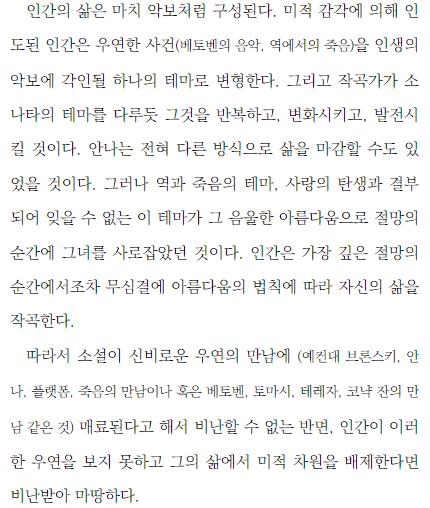 인간의 삶은 마치 악보처럼 구성된다. 미적 감각에 의해 인
도된 인간은 우연한 사건(베토벤의 음악, 역에서의 죽음)을 인생의
악보에 각인될 하나의 테마로 변형한다. 그리고 작곡가가 소
나타의 테마를 다루듯 그것을 반복하고, 변화시키고, 발전시
킬 것이다. 안나는 전혀 다른 방식으로 삶을 마감할 수도 있
었을 것이다. 그러나 역과 죽음의 테마, 사랑의 탄생과 결부
되어 잊을 수 없는 이 테마가 그 음울한 아름다움으로 절망의
순간에 그녀를 사로잡았던 것이다. 인간은 가장 깊은 절망의
순간에서조차 무심결에 아름다움의 법칙에 따라 자신의 삶을
작곡한다.
따라서 소설이 신비로운 우연의 만남에 (예컨대 브론스키, 안
나, 플랫폼, 죽음의 만남이나 혹은 베토벤, 토마시, 테레자, 코냑 잔의 만
남 같은 것) 매료된다고 해서 비난할 수 없는 반면, 인간이 이러
한 우연을 보지 못하고 그의 삶에서 미적 차원을 배제한다면
비난받아 마땅하다.